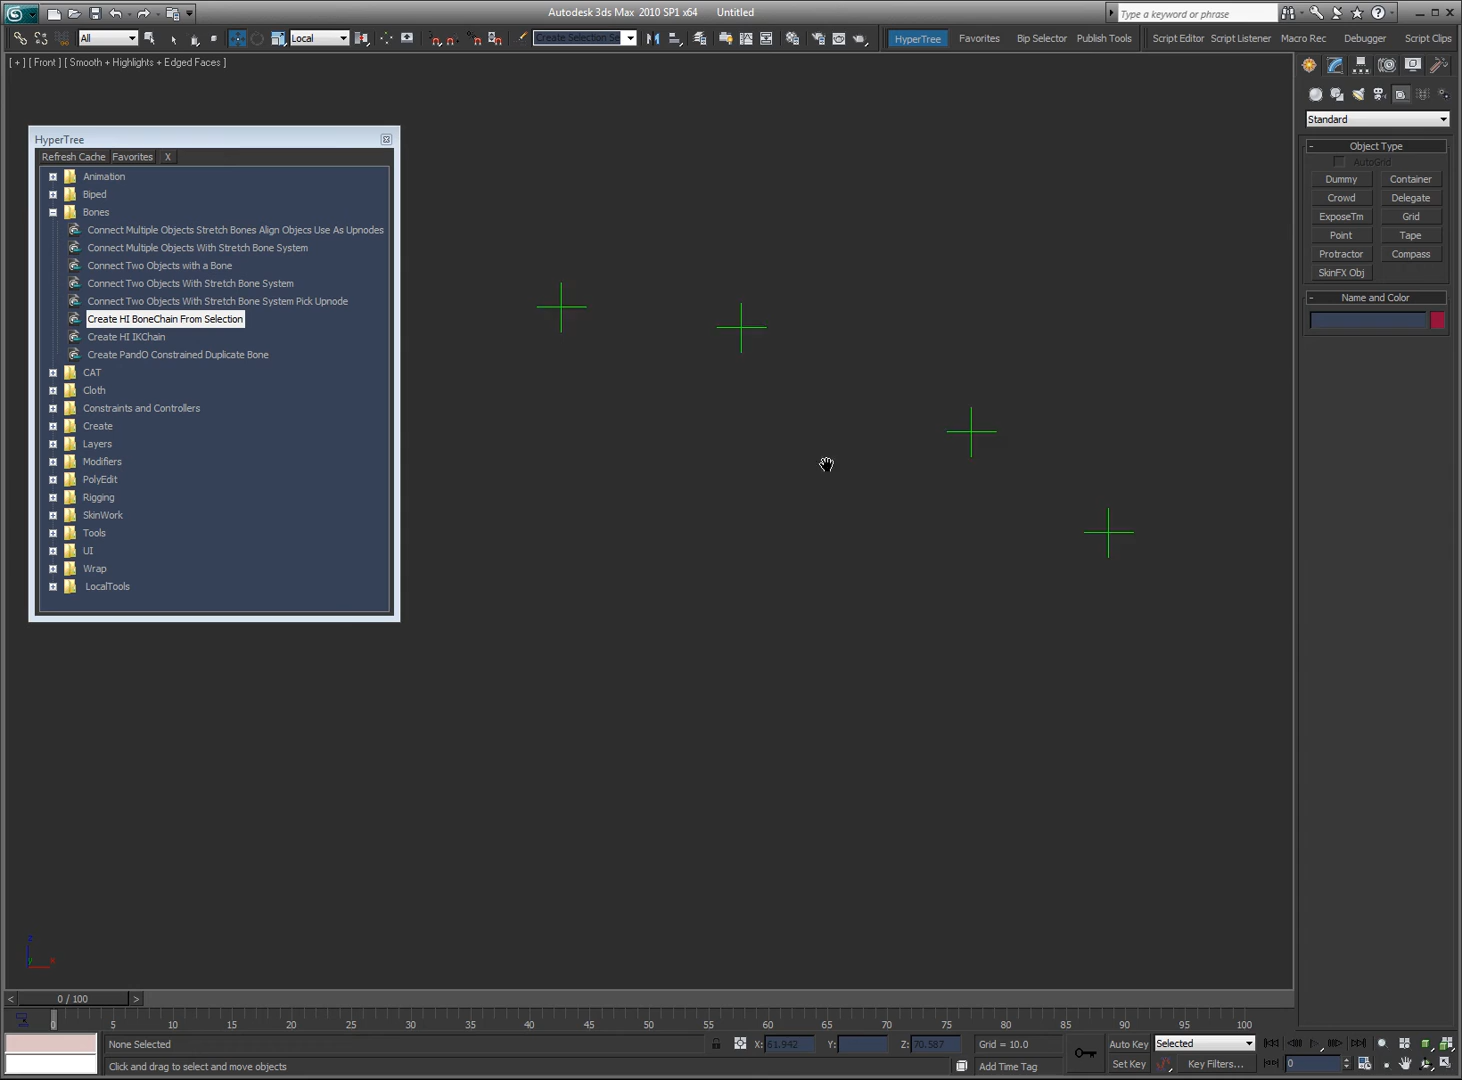 Autodesk 3ds Max 2010 SP1 x64 Untitled
Type a keyword or phrase
All
Local
Create Selection Se
HyperTree
Favorites
Bip Selector
Publish Tools
Script Editor
Script Listener
Macro Rec
Debugger
Script Clips
[ + ] [ Front ] [ Smooth + Highlights + Edged Faces ]
HyperTree
Refresh Cache
Favorites
X
Animation
Biped
Bones
Connect Multiple Objects Stretch Bones Align Objecs Use As Upnodes
Connect Multiple Objects With Stretch Bone System
Connect Two Objects with a Bone
Connect Two Objects With Stretch Bone System
Connect Two Objects With Stretch Bone System Pick Upnode
Create HI BoneChain From Selection
Create HI IKChain
Create PandO Constrained Duplicate Bone
CAT
Cloth
Constraints and Controllers
Create
Layers
Modifiers
PolyEdit
Rigging
SkinWork
Tools
UI
Wrap
LocalTools
Standard
Object Type
AutoGrid
Dummy Container
Crowd Delegate
ExposeTm Grid
Point Tape
Protractor Compass
SkinFX Obj
Name and Color
z
y
x
< 0 / 100 >
0 5 10 15 20 25 30 35 40 45 50 55 60 65 70 75 80 85 90 95 100
None Selected
X: 61.942
Y:
Z: 70.587
Grid = 10.0
Auto Key
Selected
Click and drag to select and move objects
Add Time Tag
Set Key
Key Filters...
0